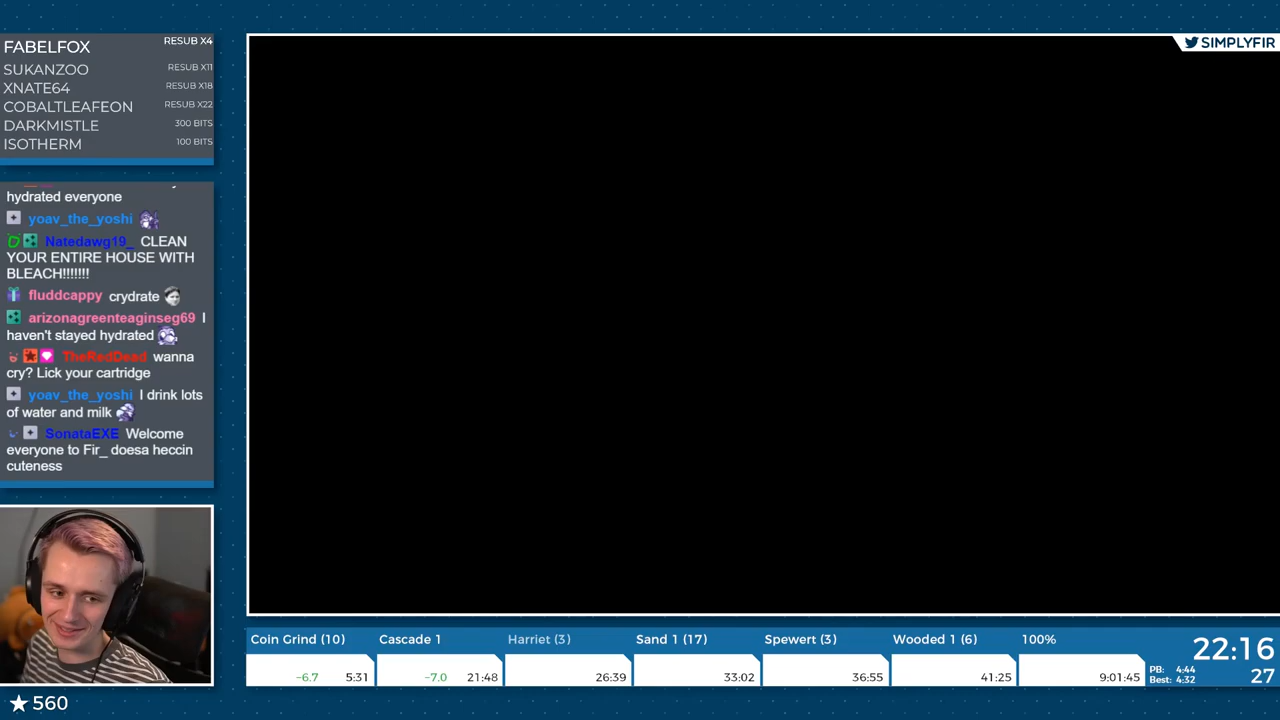 FABELFOX RESUB X4
SUKANZOO RESUB X11
XNATE64 RESUB X18
COBALTLEAFEON RESUB X22
DARKMISTLE 300 BITS
ISOTHERM 100 BITS
SIMPLYFIR
hydrated everyone
yoav_the_yoshi
Natedawg19_ CLEAN
YOUR ENTIRE HOUSE WITH
BLEACH!!!!!!!
fluddcappy crydrate
arizonagreenteaginseg69 I
haven't stayed hydrated
TheRedDead wanna
cry? Lick your cartridge
yoav_the_yoshi I drink lots
of water and milk
SonataEXE Welcome
everyone to Fir_ doesa heccin
cuteness
Coin Grind (10) Cascade 1 Harriet (3) Sand 1 (17) Spewert (3) Wooded 1 (6) 100%
−6.7 5:31 −7.0 21:48 26:39 33:02 36:55 41:25 9:01:45
22:16
27
PB: 4:44
Best: 4:32
★ 560